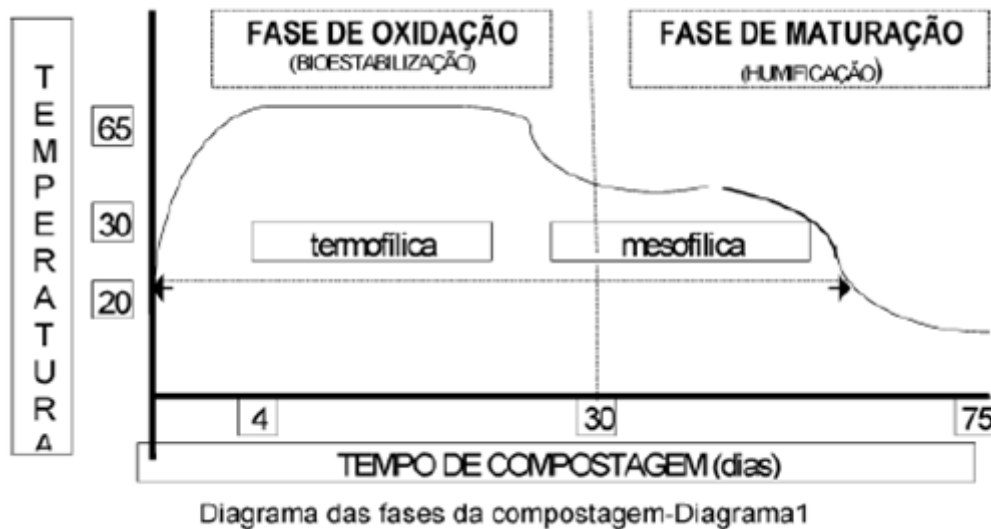 FASE DE OXIDAÇÃO
(BIOESTABILIZAÇÃO)
FASE DE MATURAÇÃO
(HUMIFICAÇÃO)
TEMPERATURA
65
30
20
termofílica
mesofílica
4
30
75
TEMPO DE COMPOSTAGEM (dias)
Diagrama das fases da compostagem-Diagrama1